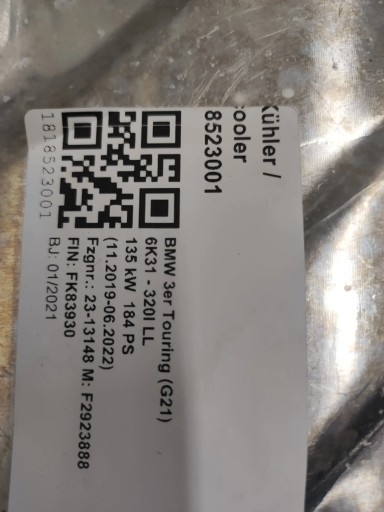 Kühler /
cooler
8523001
BMW 3er Touring (G21)
6K31 - 320I LL
135 kW 184 PS
(11.2019-06.2022)
Fzgnr.: 23-13148 M: F2923888
FIN: FK83930
BJ: 01/2021
1818523001